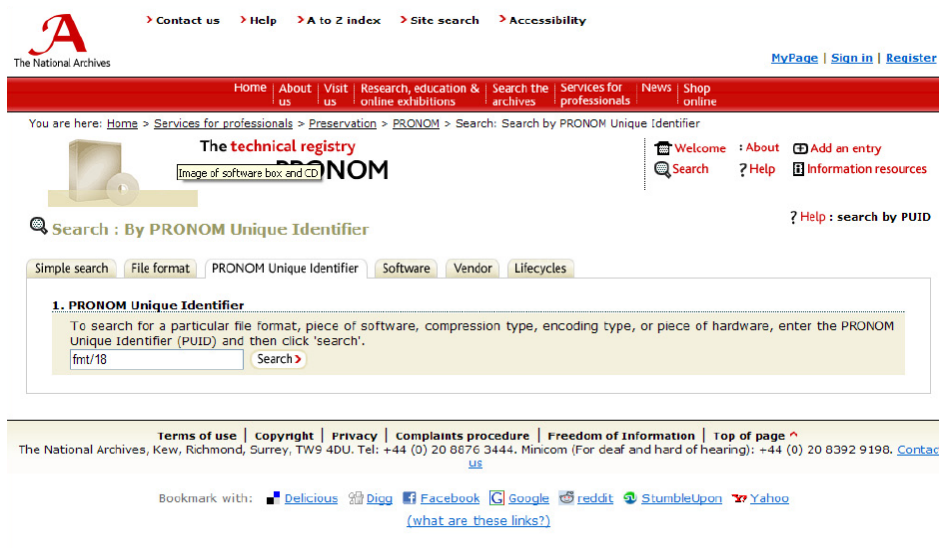 Contact us Help A to Z index Site search Accessibility
The National Archives
MyPage | Sign in | Register
Home About us Visit us Research, education & online exhibitions Search the archives Services for professionals News Shop online
You are here: Home > Services for professionals > Preservation > PRONOM > Search: Search by PRONOM Unique Identifier
The technical registry
PRONOM
Image of software box and CD
Welcome : About Add an entry
Search ? Help Information resources
? Help : search by PUID
Search : By PRONOM Unique Identifier
Simple search File format PRONOM Unique Identifier Software Vendor Lifecycles
1. PRONOM Unique Identifier
To search for a particular file format, piece of software, compression type, encoding type, or piece of hardware, enter the PRONOM
Unique Identifier (PUID) and then click 'search'.
fmt/18 Search
Terms of use | Copyright | Privacy | Complaints procedure | Freedom of Information | Top of page ^
The National Archives, Kew, Richmond, Surrey, TW9 4DU. Tel: +44 (0) 20 8876 3444. Minicom (For deaf and hard of hearing): +44 (0) 20 8392 9198. Contac
us
Bookmark with: Delicious Digg Facebook Google reddit StumbleUpon Yahoo
(what are these links?)